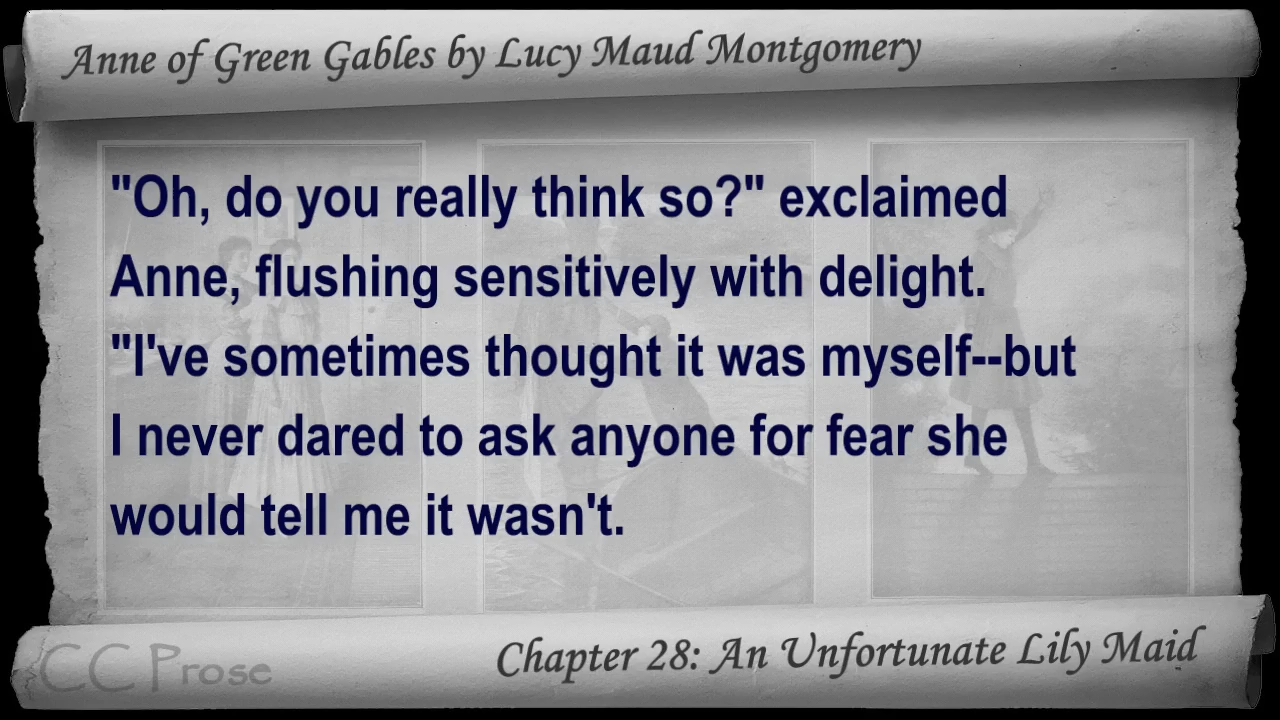 Anne of Green Gables by Lucy Maud Montgomery
"Oh, do you really think so?" exclaimed
Anne, flushing sensitively with delight.
"I've sometimes thought it was myself--but
I never dared to ask anyone for fear she
would tell me it wasn't.
CC Prose
Chapter 28: An Unfortunate Lily Maid